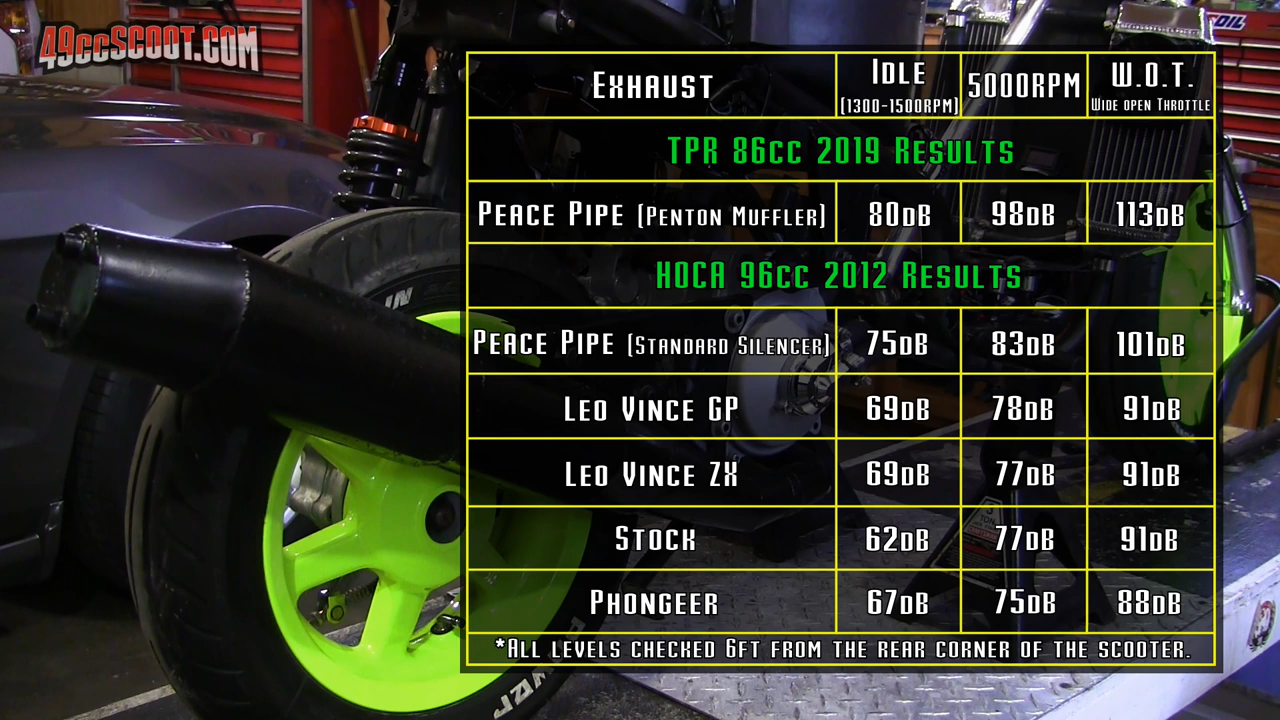 49ccScoot.com
OIL
Exhaust
Idle
(1300-1500RPM)
5000RPM
W.O.T.
Wide open Throttle
TPR 86cc 2019 Results
Peace Pipe (Penton Muffler) 80dB 98dB 113dB
HOCA 96cc 2012 Results
Peace Pipe (Standard Silencer) 75dB 83dB 101dB
Leo Vince GP 69dB 78dB 91dB
Leo Vince ZX 69dB 77dB 91dB
Stock 62dB 77dB 91dB
Phongeer 67dB 75dB 88dB
*All levels checked 6ft from the rear corner of the scooter.